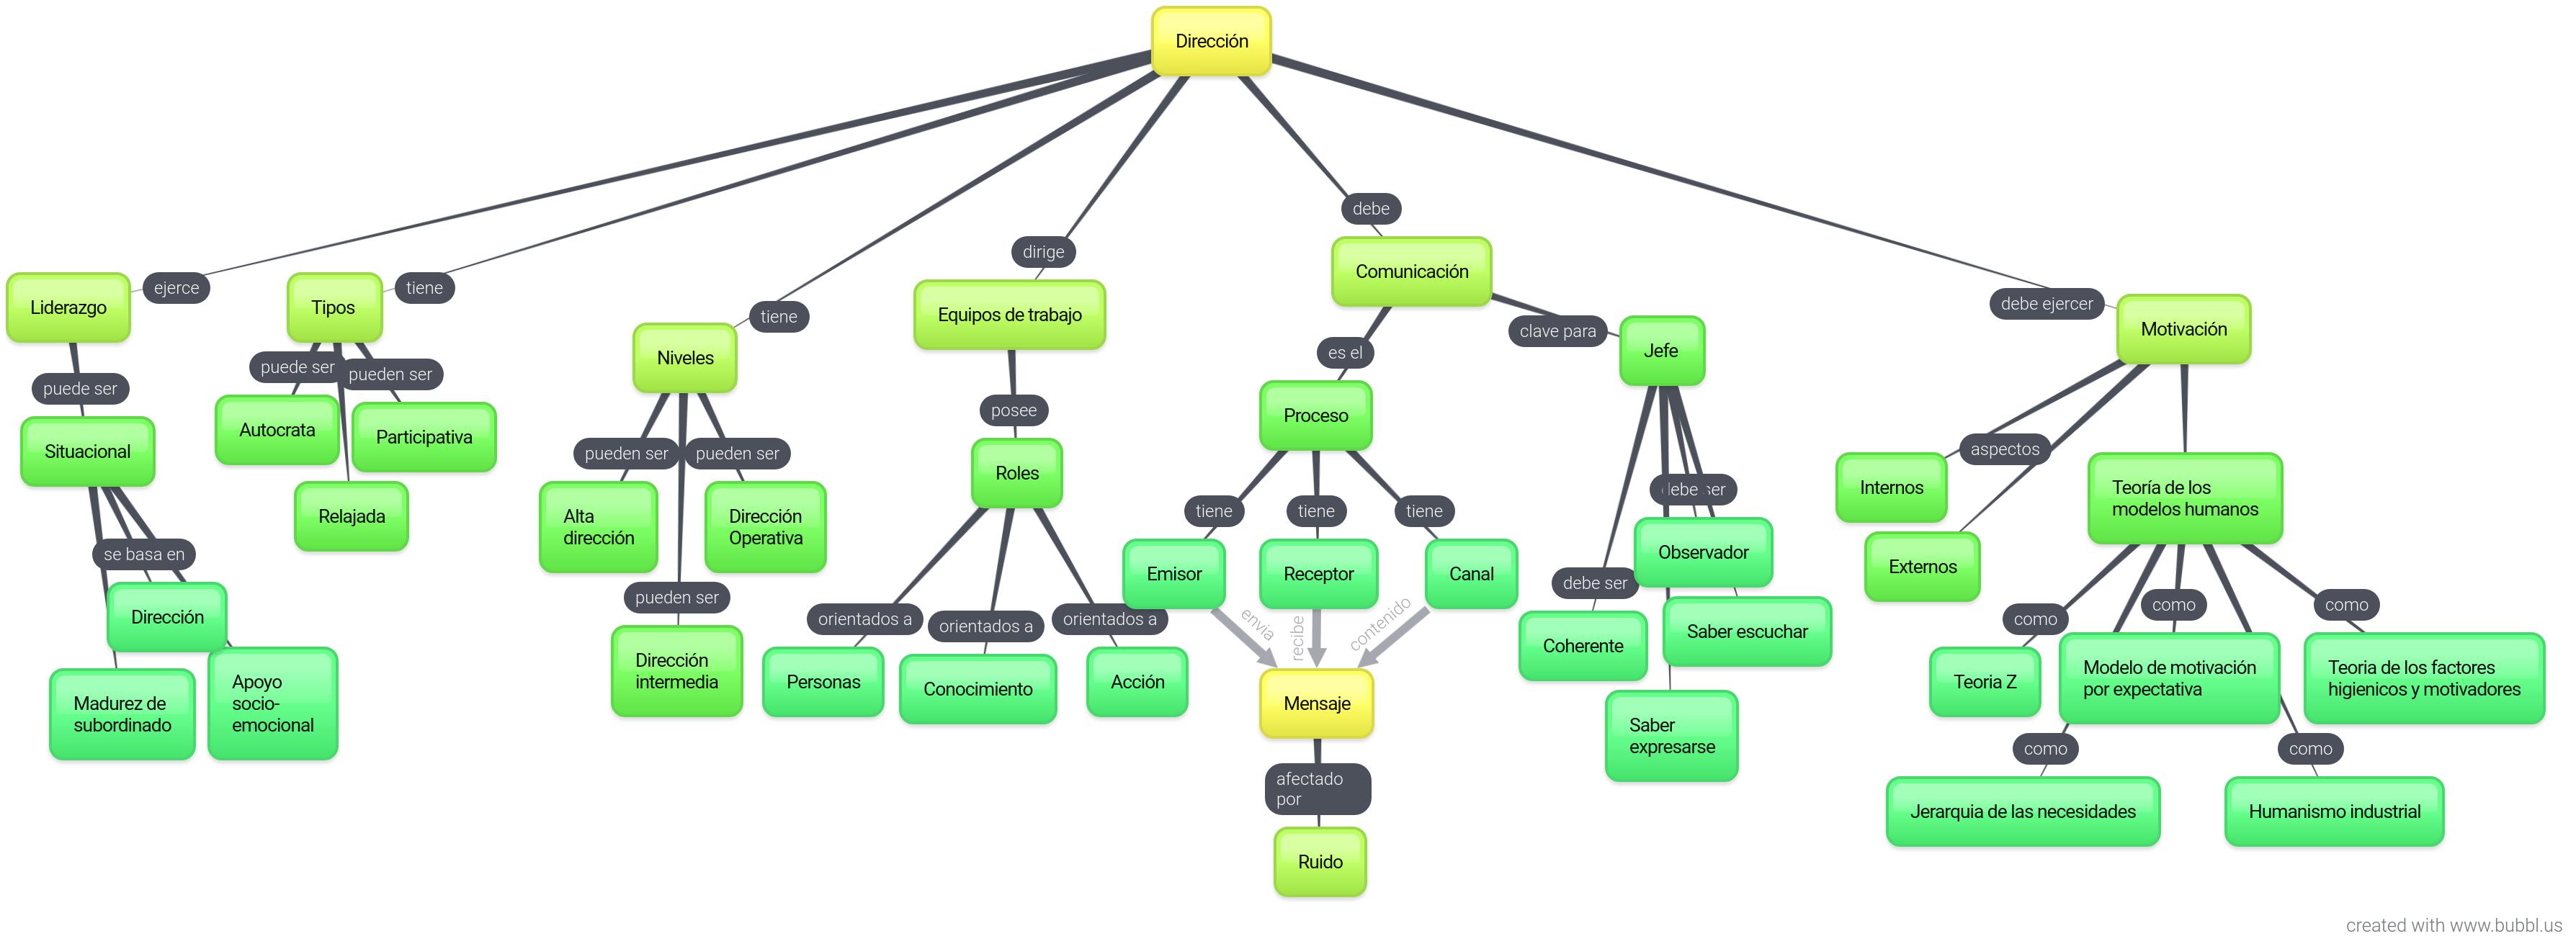 Dirección
debe
dirige
ejerce
tiene
tiene
debe ejercer
Liderazgo
Tipos
Niveles
Equipos de trabajo
Comunicación
Motivación
puede ser
Situacional
se basa en
Dirección
Madurez de
subordinado
Apoyo
socio-
emocional
puede ser
pueden ser
Autocrata
Participativa
Relajada
pueden ser
pueden ser
Alta
dirección
Dirección
Operativa
pueden ser
Dirección
intermedia
posee
Roles
orientados a
orientados a
orientados a
Personas
Conocimiento
Acción
es el
clave para
Proceso
Jefe
tiene
tiene
tiene
Emisor
Receptor
Canal
envia
recibe
contenido
Mensaje
afectado
por
Ruido
debe ser
debe ser
Observador
Coherente
Saber escuchar
Saber
expresarse
aspectos
Internos
Externos
Teoría de los
modelos humanos
como
como
como
Teoria Z
Modelo de motivación
por expectativa
Teoria de los factores
higienicos y motivadores
como
como
Jerarquia de las necesidades
Humanismo industrial
created with www.bubbl.us